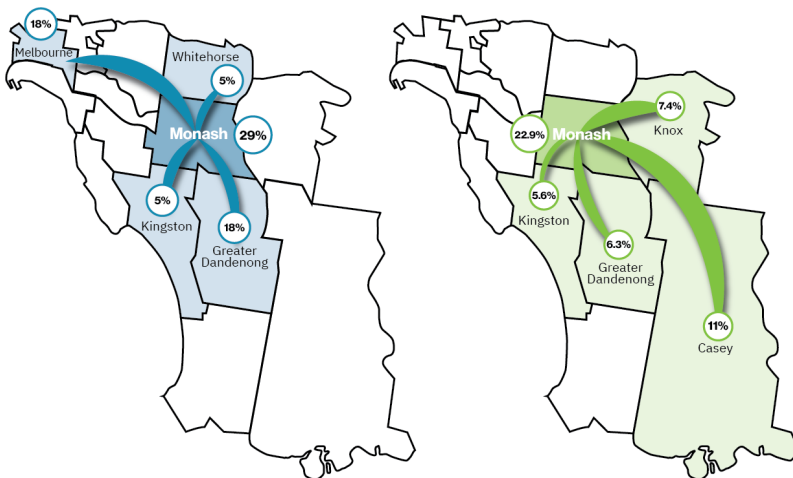 18%
Melbourne
Whitehorse
5%
Monash
29%
5%
Kingston
18%
Greater
Dandenong
7.4%
Knox
22.9%
Monash
5.6%
Kingston
6.3%
Greater
Dandenong
11%
Casey